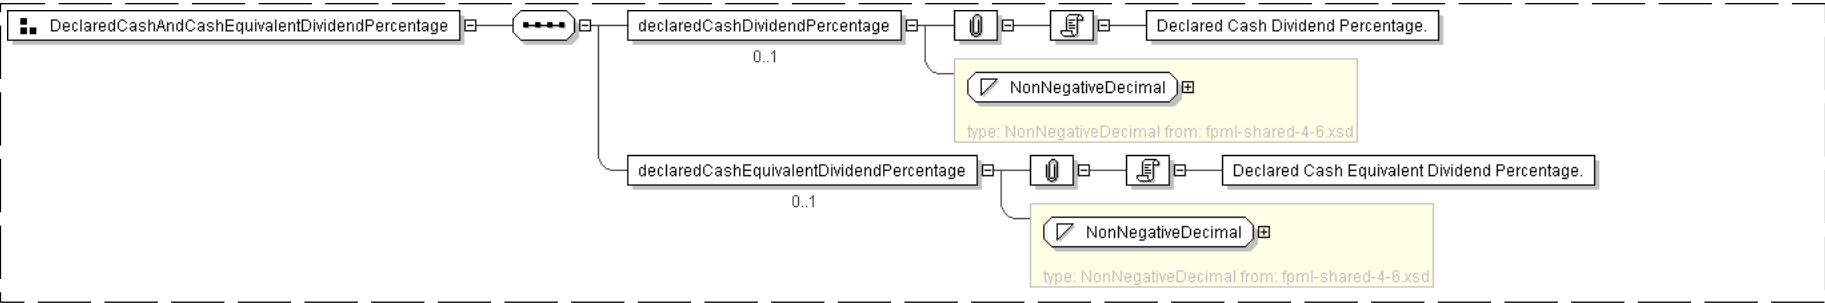 DeclaredCashAndCashEquivalentDividendPercentage
declaredCashDividendPercentage
Declared Cash Dividend Percentage.
0..1
NonNegativeDecimal
type: NonNegativeDecimal from: fpml-shared-4-6.xsd
declaredCashEquivalentDividendPercentage
Declared Cash Equivalent Dividend Percentage.
0..1
NonNegativeDecimal
type: NonNegativeDecimal from: fpml-shared-4-6.xsd